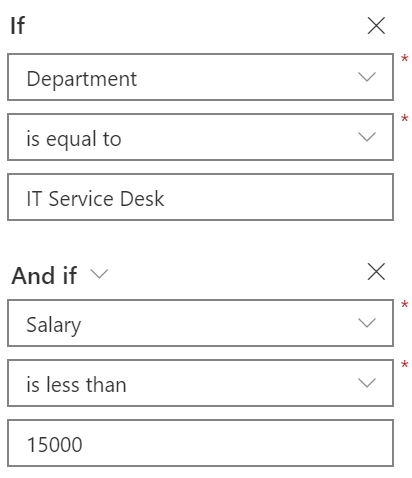 If
Department
*
is equal to
*
IT Service Desk
And if
Salary
*
is less than
*
15000